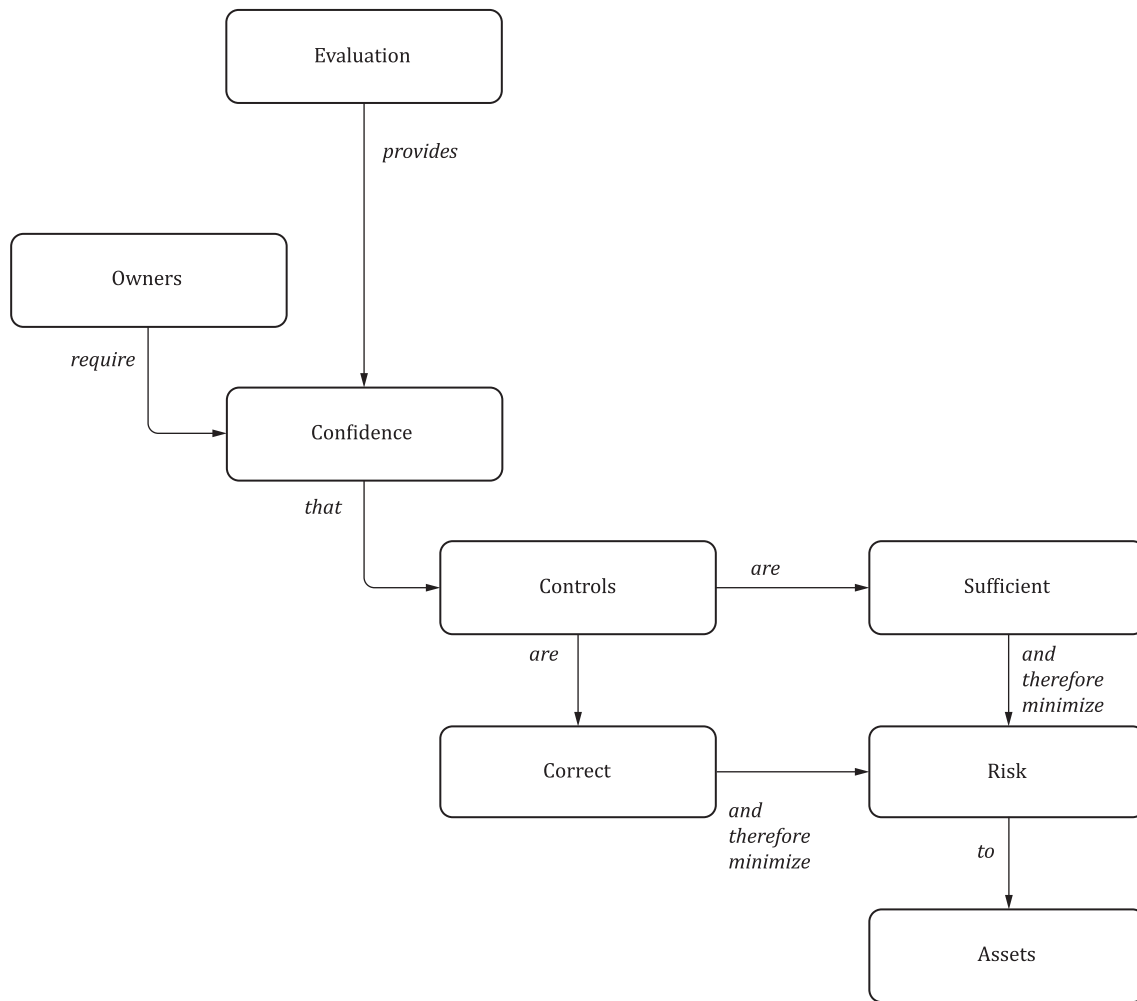 Evaluation
provides
Owners
require
Confidence
that
Controls
are
Sufficient
are
and
therefore
minimize
Correct
and
therefore
minimize
Risk
to
Assets